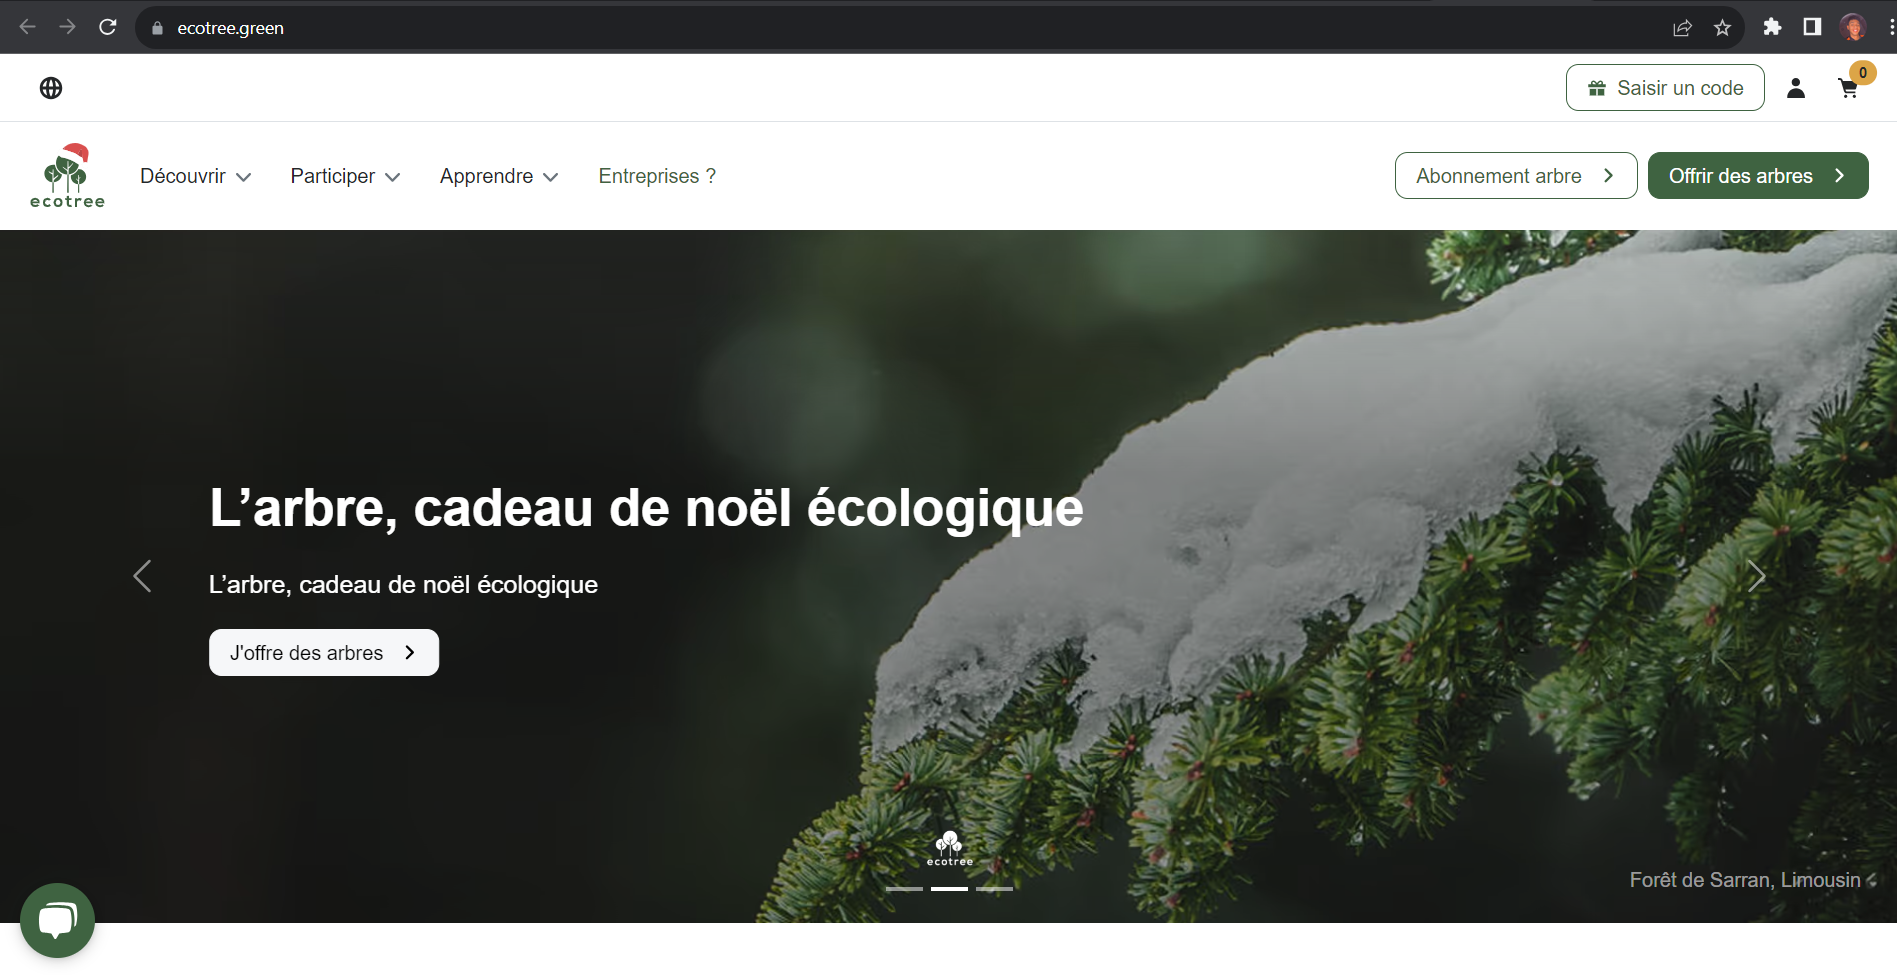 ecotree.green
Saisir un code
0
ecotree
Découvrir
Participer
Apprendre
Entreprises ?
Abonnement arbre
Offrir des arbres
L’arbre, cadeau de noël écologique
L’arbre, cadeau de noël écologique
J'offre des arbres
ecotree
Forêt de Sarran, Limousin